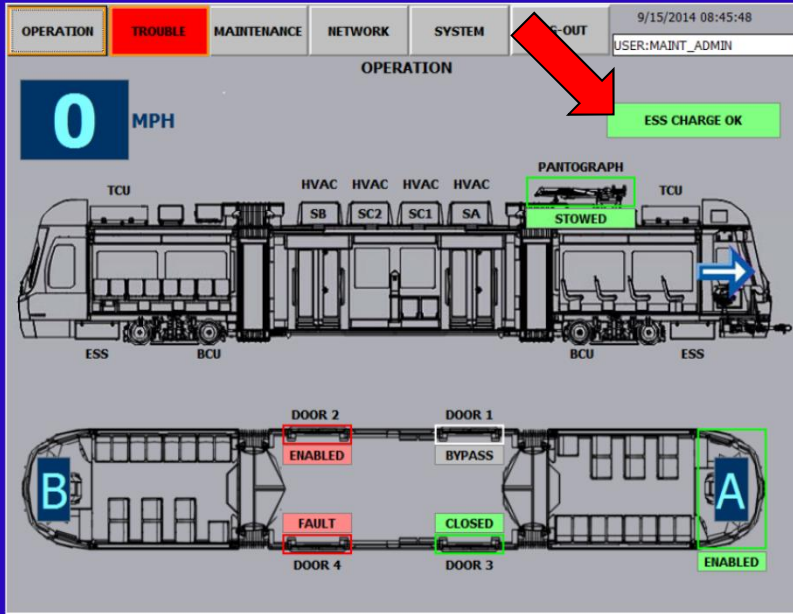 OPERATION TROUBLE MAINTENANCE NETWORK SYSTEM G-OUT 9/15/2014 08:45:48
USER:MAINT_ADMIN
OPERATION
0 MPH
ESS CHARGE OK
PANTOGRAPH
TCU HVAC HVAC HVAC HVAC TCU
SB SC2 SC1 SA STOWED
ESS BCU BCU ESS
DOOR 2 DOOR 1
ENABLED BYPASS
B A
FAULT CLOSED
DOOR 4 DOOR 3 ENABLED